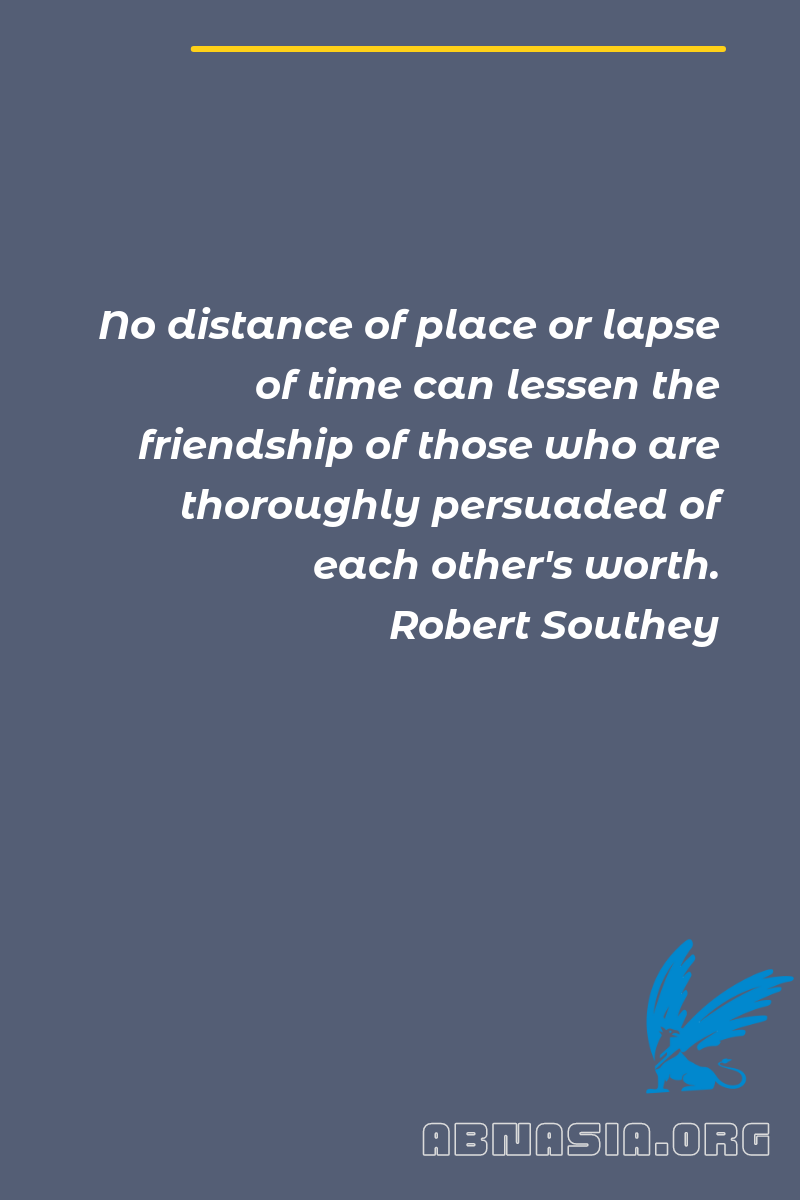 No distance of place or lapse
of time can lessen the
friendship of those who are
thoroughly persuaded of
each other's worth.
Robert Southey
ABNASIA.ORG